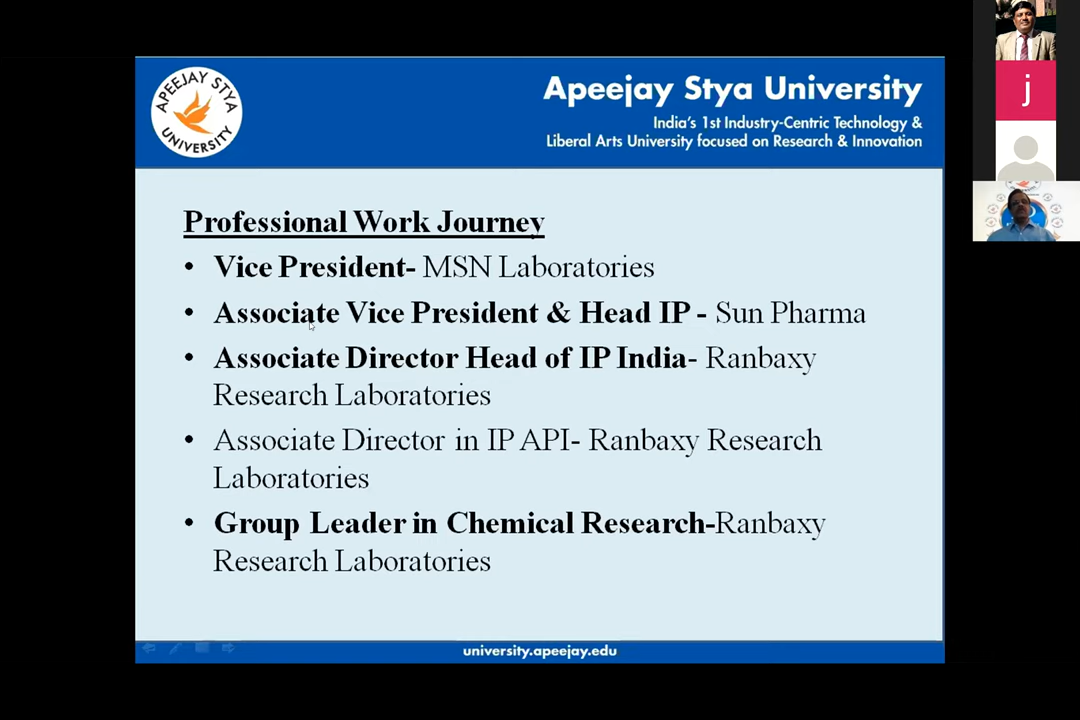 APEEJAY STYA
UNIVERSITY
Apeejay Stya University
India's 1st Industry-Centric Technology &
Liberal Arts University focused on Research & Innovation
j
Professional Work Journey
• Vice President- MSN Laboratories
• Associate Vice President & Head IP - Sun Pharma
• Associate Director Head of IP India- Ranbaxy
Research Laboratories
• Associate Director in IP API- Ranbaxy Research
Laboratories
• Group Leader in Chemical Research-Ranbaxy
Research Laboratories
university.apeejay.edu